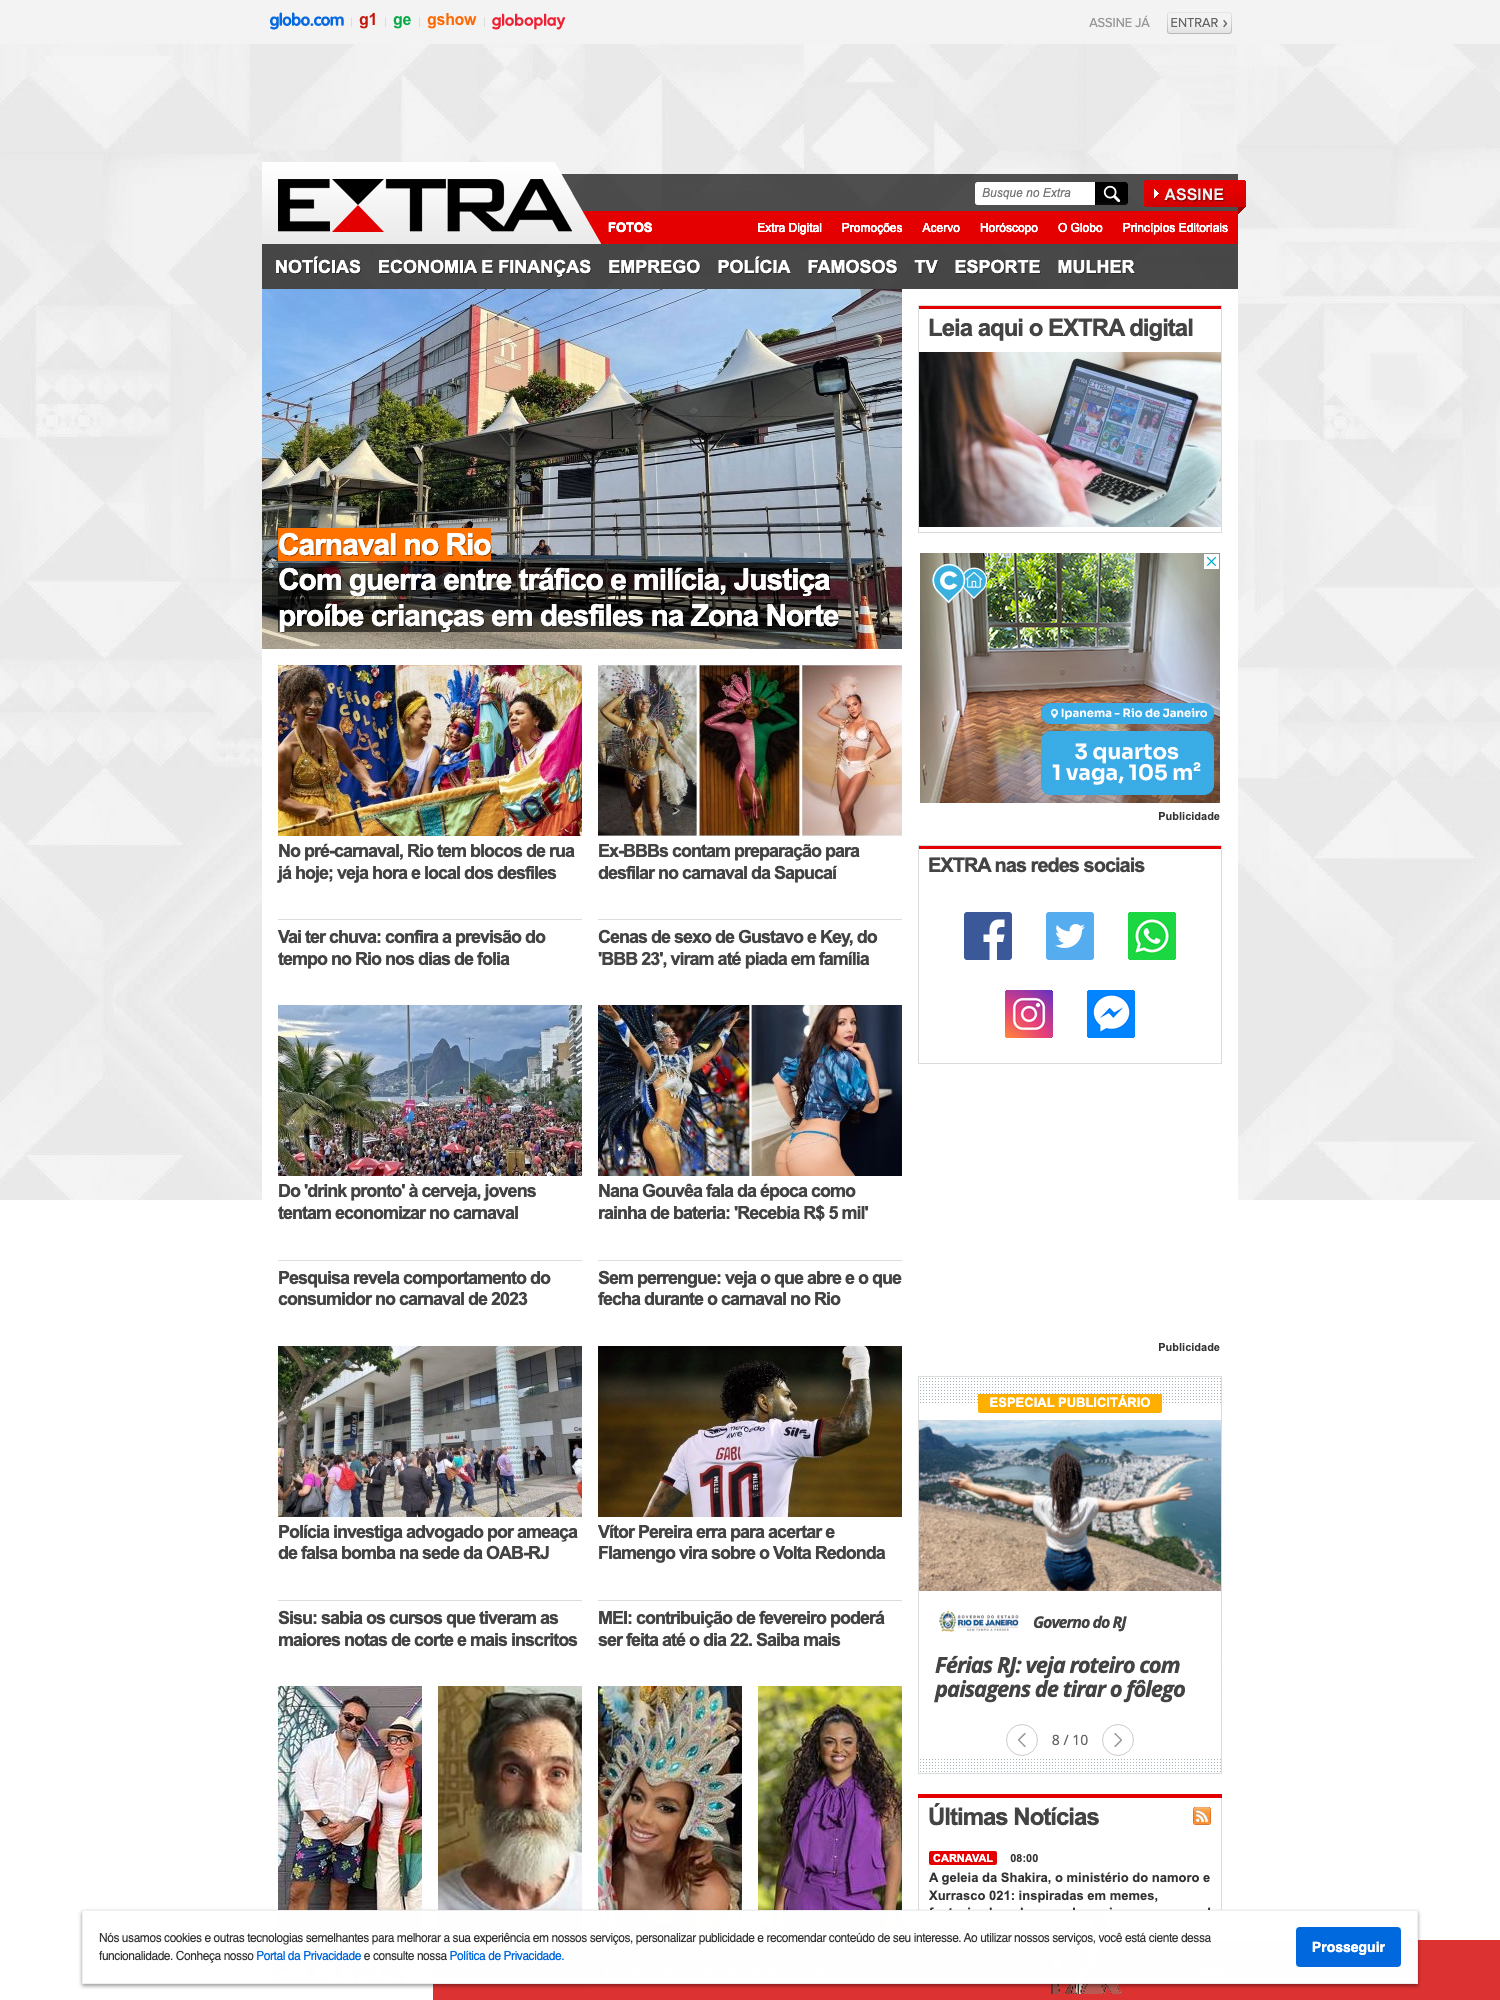 globo.com g1 ge gshow globoplay
ASSINE JÁ ENTRAR ›
EXTRA
Busque no Extra
ASSINE
FOTOS
Extra Digital Promoções Acervo Horóscopo O Globo Princípios Editoriais
NOTÍCIAS ECONOMIA E FINANÇAS EMPREGO POLÍCIA FAMOSOS TV ESPORTE MULHER
Carnaval no Rio
Com guerra entre tráfico e milícia, Justiça
proíbe crianças em desfiles na Zona Norte
No pré-carnaval, Rio tem blocos de rua
já hoje; veja hora e local dos desfiles
Ex-BBBs contam preparação para
desfilar no carnaval da Sapucaí
Vai ter chuva: confira a previsão do
tempo no Rio nos dias de folia
Cenas de sexo de Gustavo e Key, do
'BBB 23', viram até piada em família
Do 'drink pronto' à cerveja, jovens
tentam economizar no carnaval
Nana Gouvêa fala da época como
rainha de bateria: 'Recebia R$ 5 mil'
Pesquisa revela comportamento do
consumidor no carnaval de 2023
Sem perrengue: veja o que abre e o que
fecha durante o carnaval no Rio
GABI
10
Polícia investiga advogado por ameaça
de falsa bomba na sede da OAB-RJ
Vítor Pereira erra para acertar e
Flamengo vira sobre o Volta Redonda
Sisu: sabia os cursos que tiveram as
maiores notas de corte e mais inscritos
MEI: contribuição de fevereiro poderá
ser feita até o dia 22. Saiba mais
Leia aqui o EXTRA digital
C
Ipanema - Rio de Janeiro
3 quartos
1 vaga, 105 m²
Publicidade
EXTRA nas redes sociais
Publicidade
ESPECIAL PUBLICITÁRIO
GOVERNO DO ESTADO
RIO DE JANEIRO
Governo do RJ
Férias RJ: veja roteiro com
paisagens de tirar o fôlego
8 / 10
Últimas Notícias
CARNAVAL 08:00
A geleia da Shakira, o ministério do namoro e
Xurrasco 021: inspiradas em memes,
Nós usamos cookies e outras tecnologias semelhantes para melhorar a sua experiência em nossos serviços, personalizar publicidade e recomendar conteúdo de seu interesse. Ao utilizar nossos serviços, você está ciente dessa
funcionalidade. Conheça nosso Portal da Privacidade e consulte nossa Política de Privacidade.
Prosseguir